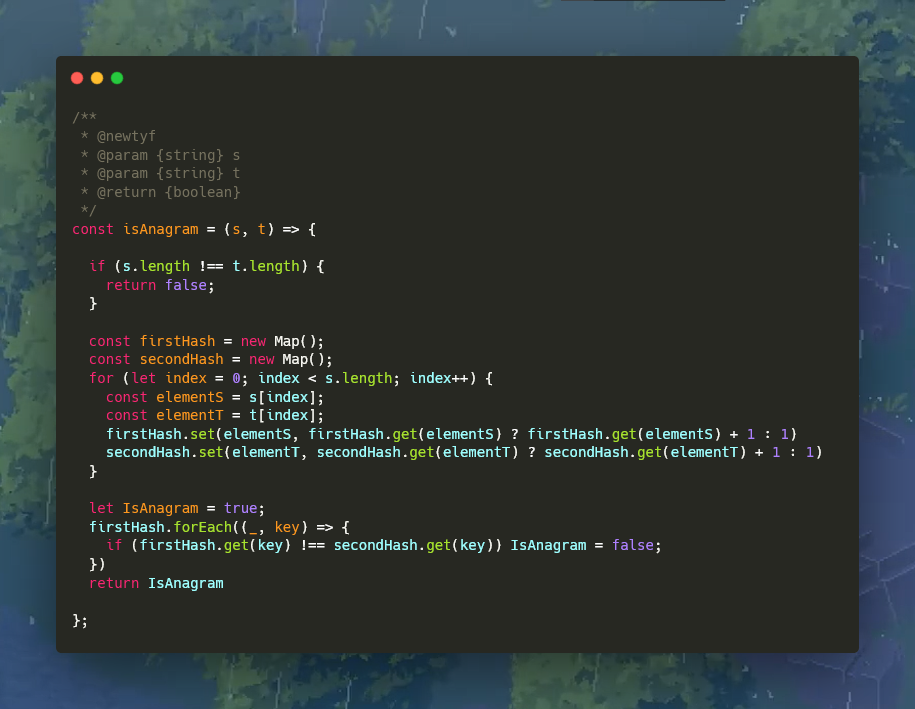 /**
 * @newtyf
 * @param {string} s
 * @param {string} t
 * @return {boolean}
 */
const isAnagram = (s, t) => {

  if (s.length !== t.length) {
    return false;
  }

  const firstHash = new Map();
  const secondHash = new Map();
  for (let index = 0; index < s.length; index++) {
    const elementS = s[index];
    const elementT = t[index];
    firstHash.set(elementS, firstHash.get(elementS) ? firstHash.get(elementS) + 1 : 1)
    secondHash.set(elementT, secondHash.get(elementT) ? secondHash.get(elementT) + 1 : 1)
  }

  let IsAnagram = true;
  firstHash.forEach((_, key) => {
    if (firstHash.get(key) !== secondHash.get(key)) IsAnagram = false;
  })
  return IsAnagram

};